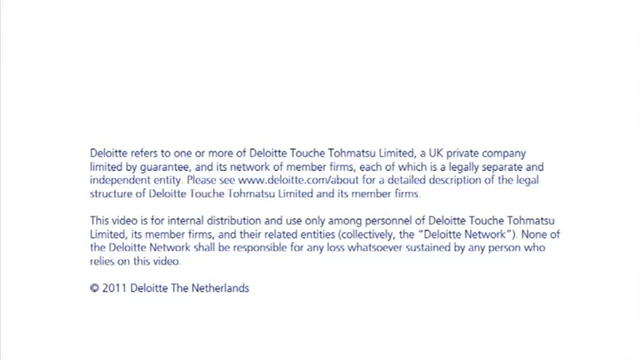 Deloitte refers to one or more of Deloitte Touche Tohmatsu Limited, a UK private company
limited by guarantee, and its network of member firms, each of which is a legally separate and
independent entity. Please see www.deloitte.com/about for a detailed description of the legal
structure of Deloitte Touche Tohmatsu Limited and its member firms.
This video is for internal distribution and use only among personnel of Deloitte Touche Tohmatsu
Limited, its member firms, and their related entities (collectively, the “Deloitte Network”). None of
the Deloitte Network shall be responsible for any loss whatsoever sustained by any person who
relies on this video.
© 2011 Deloitte The Netherlands